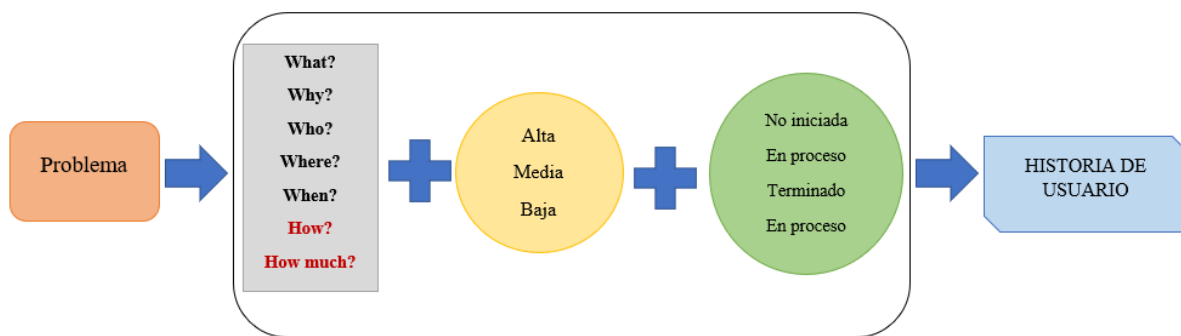 Problema
What?
Why?
Who?
Where?
When?
How?
How much?
Alta
Media
Baja
No iniciada
En proceso
Terminado
En proceso
HISTORIA DE
USUARIO